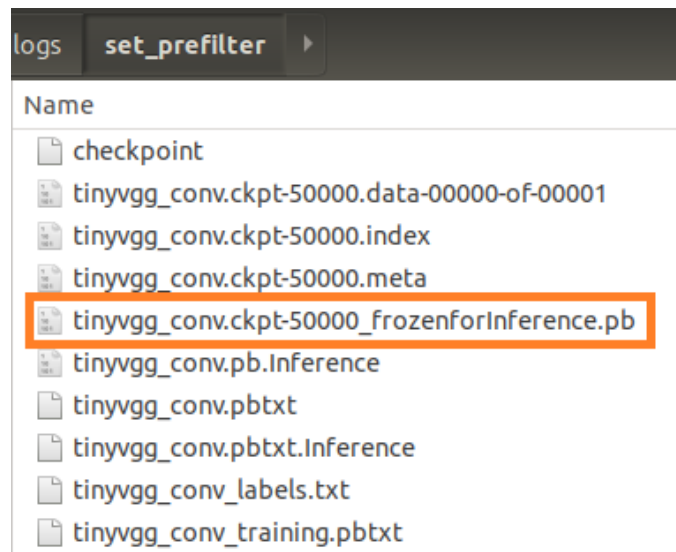 logs set_prefilter
Name
checkpoint
tinyvgg_conv.ckpt-50000.data-00000-of-00001
tinyvgg_conv.ckpt-50000.index
tinyvgg_conv.ckpt-50000.meta
tinyvgg_conv.ckpt-50000_frozenforInference.pb
tinyvgg_conv.pb.Inference
tinyvgg_conv.pbtxt
tinyvgg_conv.pbtxt.Inference
tinyvgg_conv_labels.txt
tinyvgg_conv_training.pbtxt